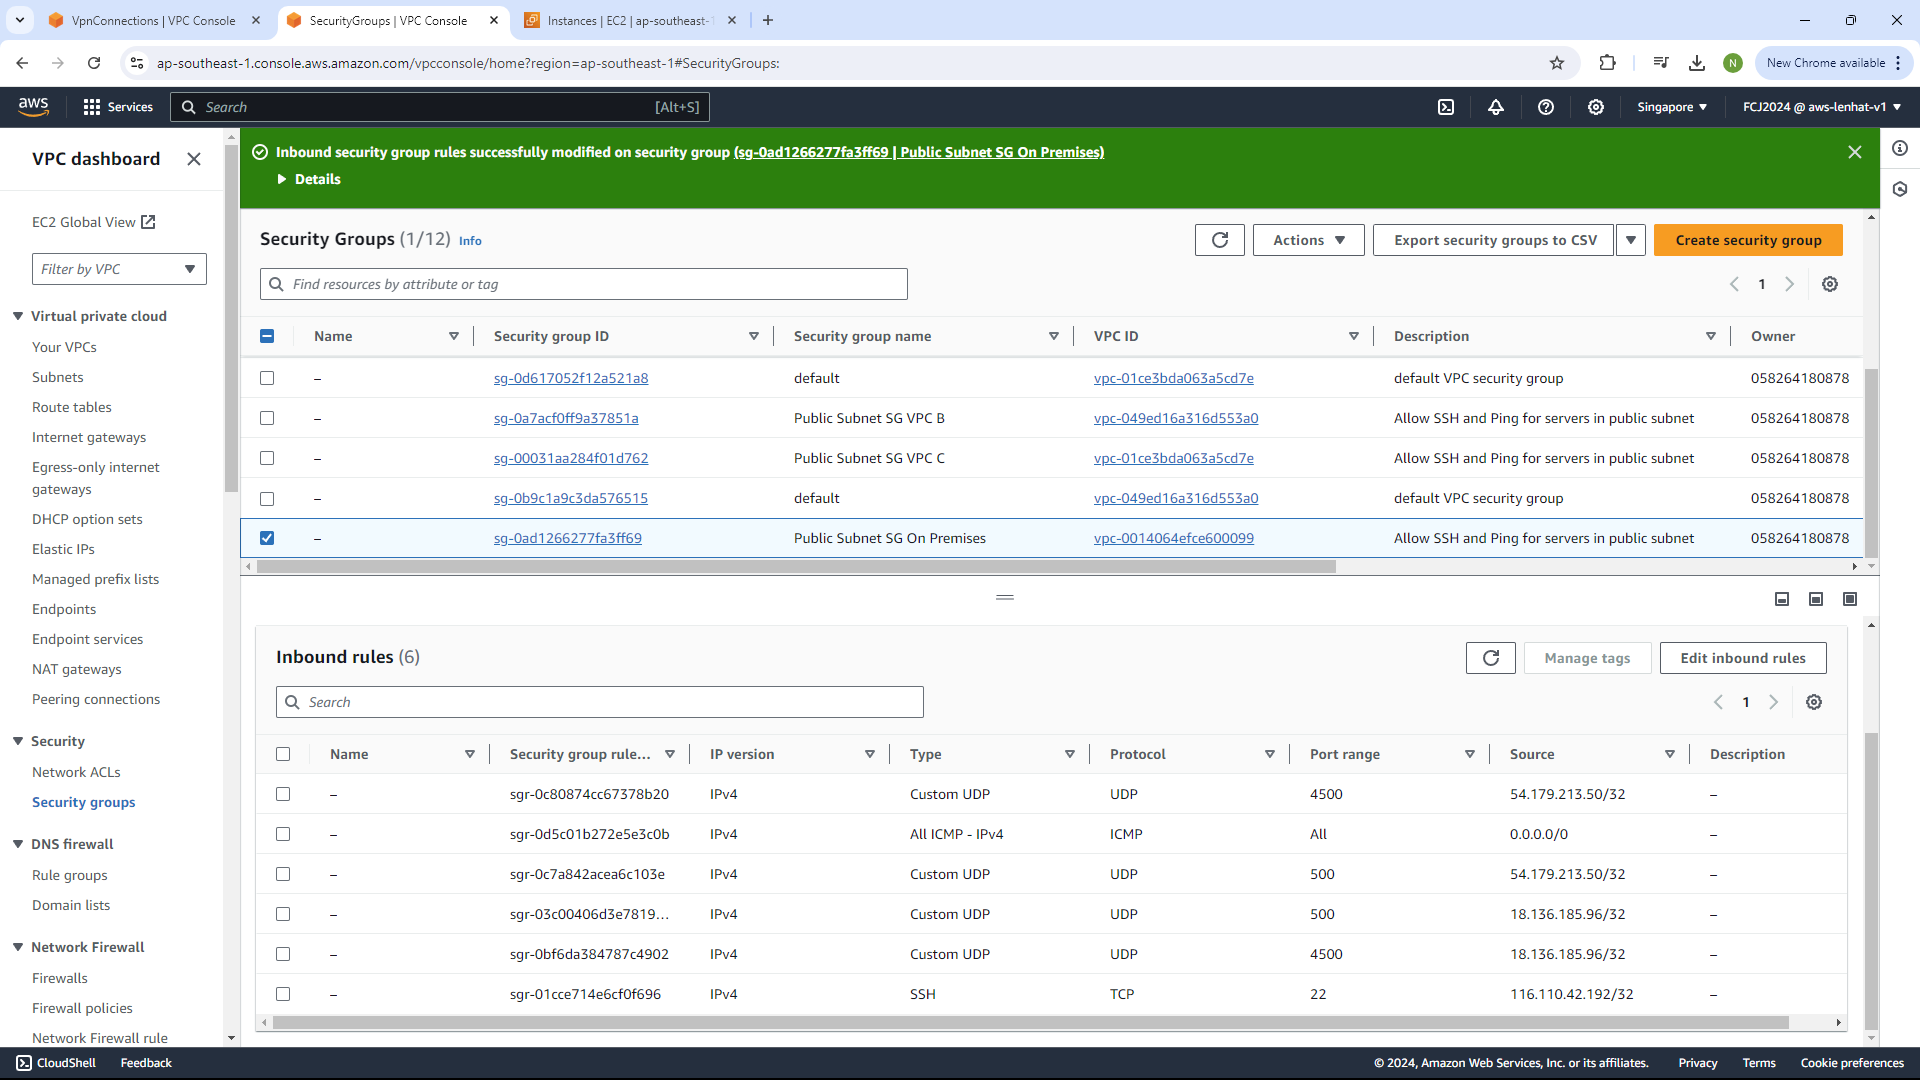 VpnConnections | VPC Console
SecurityGroups | VPC Console
Instances | EC2 | ap-southeast-
ap-southeast-1.console.aws.amazon.com/vpcconsole/home?region=ap-southeast-1#SecurityGroups:
N
New Chrome available
aws
Services
Search
[Alt+S]
Singapore
FCJ2024 @ aws-lenhat-v1
VPC dashboard
EC2 Global View
Filter by VPC
Virtual private cloud
Your VPCs
Subnets
Route tables
Internet gateways
Egress-only internet
gateways
DHCP option sets
Elastic IPs
Managed prefix lists
Endpoints
Endpoint services
NAT gateways
Peering connections
Security
Network ACLs
Security groups
DNS firewall
Rule groups
Domain lists
Network Firewall
Firewalls
Firewall policies
Network Firewall rule
Inbound security group rules successfully modified on security group (sg-0ad1266277fa3ff69 | Public Subnet SG On Premises)
Details
Security Groups (1/12) Info
Actions
Export security groups to CSV
Create security group
Find resources by attribute or tag
1
Name Security group ID Security group name VPC ID Description Owner
– sg-0d617052f12a521a8 default vpc-01ce3bda063a5cd7e default VPC security group 058264180878
– sg-0a7acf0ff9a37851a Public Subnet SG VPC B vpc-049ed16a316d553a0 Allow SSH and Ping for servers in public subnet 058264180878
– sg-00031aa284f01d762 Public Subnet SG VPC C vpc-01ce3bda063a5cd7e Allow SSH and Ping for servers in public subnet 058264180878
– sg-0b9c1a9c3da576515 default vpc-049ed16a316d553a0 default VPC security group 058264180878
– sg-0ad1266277fa3ff69 Public Subnet SG On Premises vpc-0014064efce600099 Allow SSH and Ping for servers in public subnet 058264180878
Inbound rules (6)
Manage tags
Edit inbound rules
Search
1
Name Security group rule... IP version Type Protocol Port range Source Description
– sgr-0c80874cc67378b20 IPv4 Custom UDP UDP 4500 54.179.213.50/32 –
– sgr-0d5c01b272e5e3c0b IPv4 All ICMP - IPv4 ICMP All 0.0.0.0/0 –
– sgr-0c7a842acea6c103e IPv4 Custom UDP UDP 500 54.179.213.50/32 –
– sgr-03c00406d3e7819... IPv4 Custom UDP UDP 500 18.136.185.96/32 –
– sgr-0bf6da384787c4902 IPv4 Custom UDP UDP 4500 18.136.185.96/32 –
– sgr-01cce714e6cf0f696 IPv4 SSH TCP 22 116.110.42.192/32 –
CloudShell
Feedback
© 2024, Amazon Web Services, Inc. or its affiliates.
Privacy
Terms
Cookie preferences